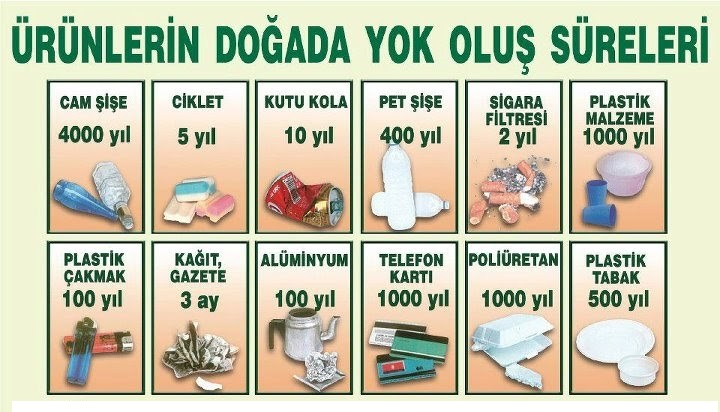 ÜRÜNLERİN DOĞADA YOK OLUŞ SÜRELERİ
CAM ŞİŞE
4000 yıl
CİKLET
5 yıl
KUTU KOLA
10 yıl
PET ŞİŞE
400 yıl
SİGARA
FİLTRESİ
2 yıl
PLASTİK
MALZEME
1000 yıl
PLASTİK
ÇAKMAK
100 yıl
KAĞIT,
GAZETE
3 ay
ALÜMİNYUM
100 yıl
TELEFON
KARTI
1000 yıl
POLİÜRETAN
1000 yıl
PLASTİK
TABAK
500 yıl